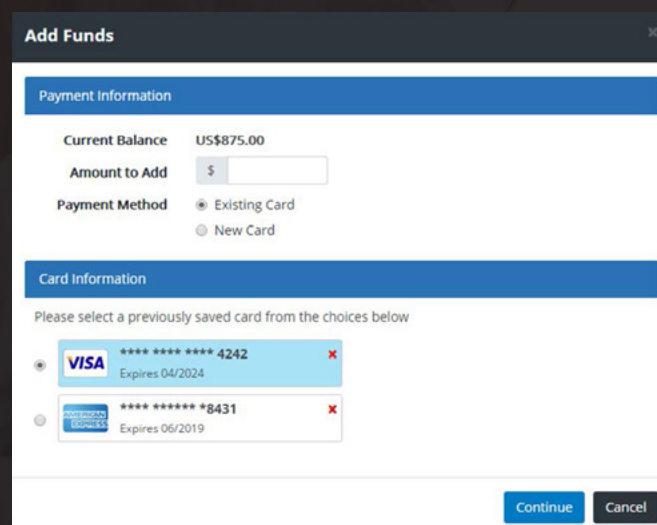 Add Funds
Payment Information
Current Balance US$875.00
Amount to Add $
Payment Method Existing Card
New Card
Card Information
Please select a previously saved card from the choices below
VISA **** **** **** 4242
Expires 04/2024
AMERICAN EXPRESS **** ****** *8431
Expires 06/2019
Continue Cancel